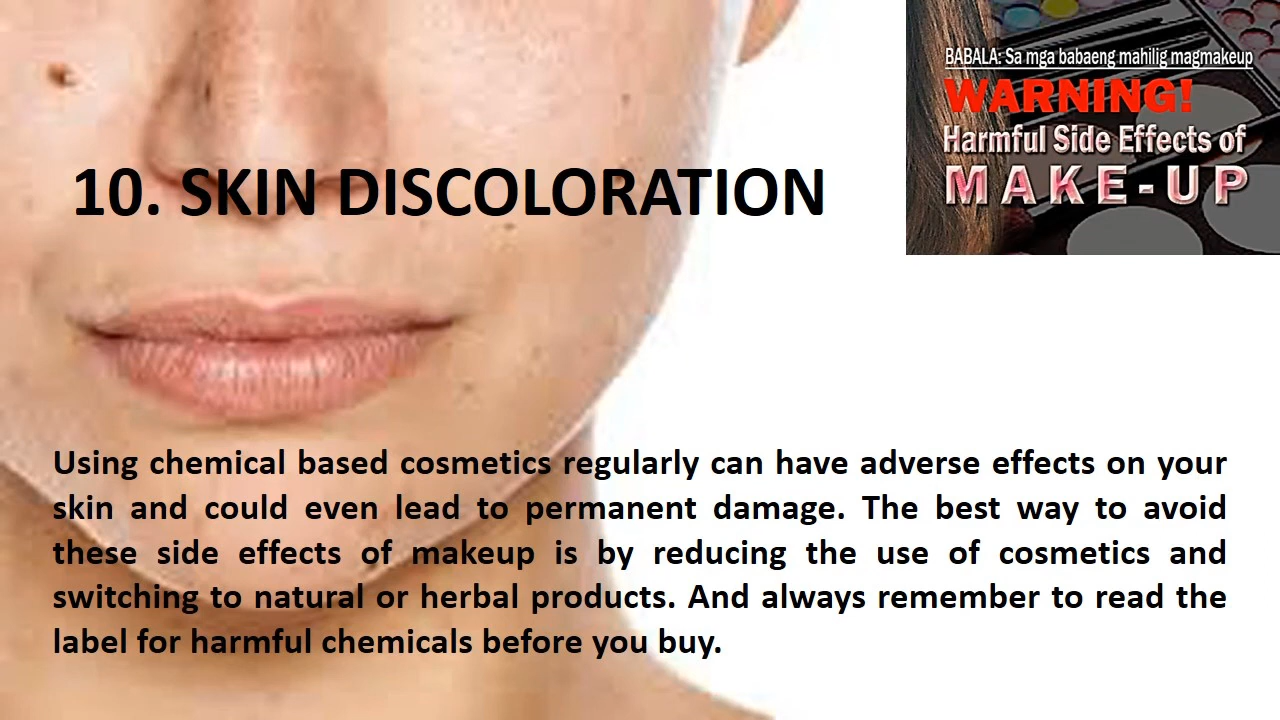 BABALA: Sa mga babaeng mahilig magmakeup
WARNING!
Harmful Side Effects of
MAKE-UP
10. SKIN DISCOLORATION
Using chemical based cosmetics regularly can have adverse effects on your
skin and could even lead to permanent damage. The best way to avoid
these side effects of makeup is by reducing the use of cosmetics and
switching to natural or herbal products. And always remember to read the
label for harmful chemicals before you buy.